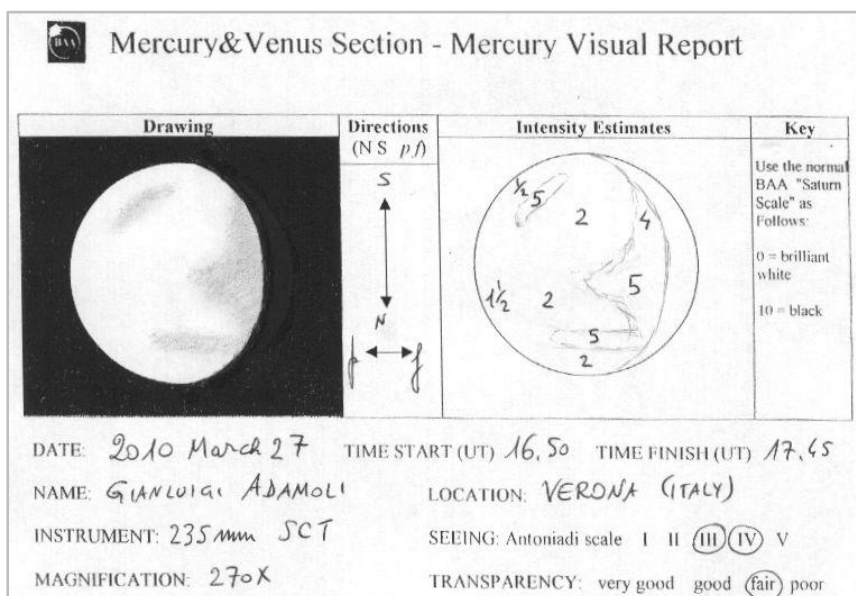 BAA
Mercury&Venus Section - Mercury Visual Report
Drawing
Directions
(N S p f)
Intensity Estimates
Key
S
N
p f
½ 5
2
4
1½
2
5
5
2
Use the normal
BAA "Saturn
Scale" as
Follows:
0 = brilliant
white
10 = black
DATE: 2010 March 27 TIME START (UT) 16.50 TIME FINISH (UT) 17.45
NAME: GIANLUIGI ADAMOLI LOCATION: VERONA (ITALY)
INSTRUMENT: 235mm SCT SEEING: Antoniadi scale I II III IV V
MAGNIFICATION: 270X TRANSPARENCY: very good good fair poor